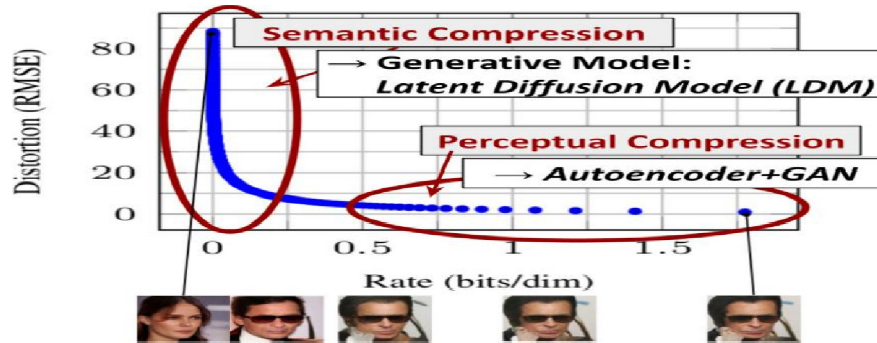 Semantic Compression
→ Generative Model:
Latent Diffusion Model (LDM)
Perceptual Compression
→ Autoencoder+GAN
Distortion (RMSE)
80
60
40
20
0
0
0.5
1
1.5
Rate (bits/dim)